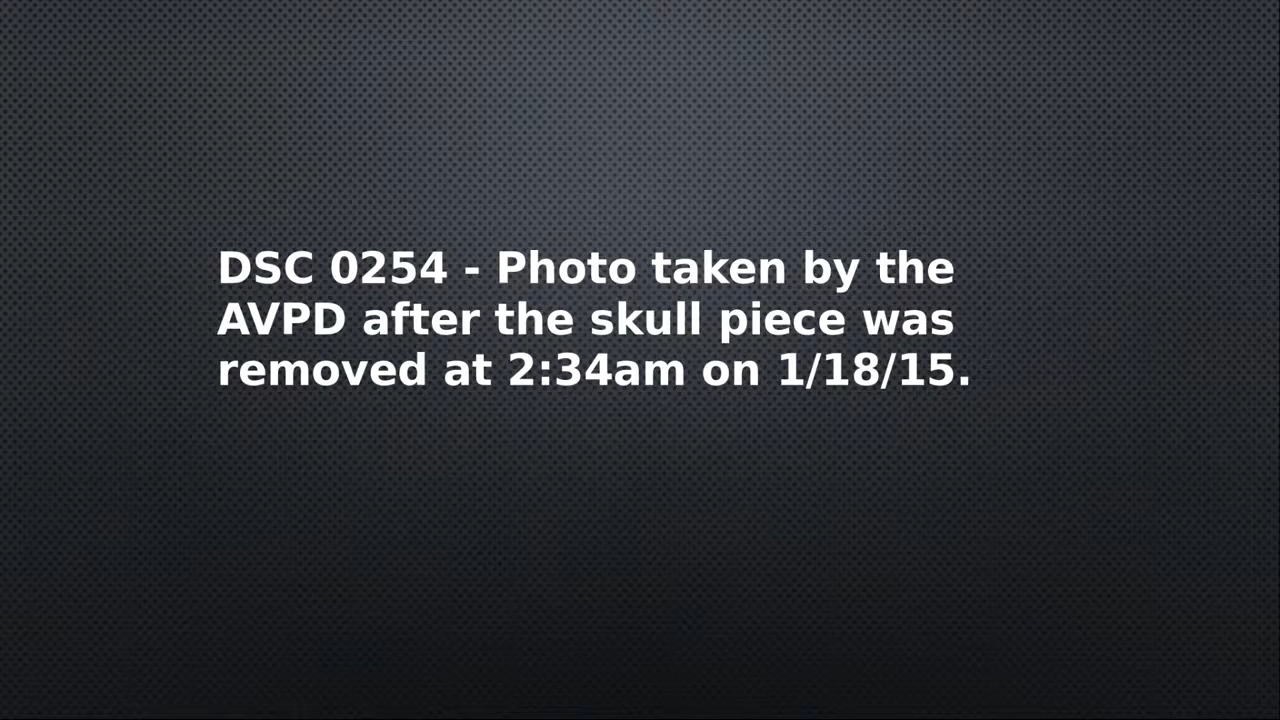 DSC 0254 - Photo taken by the
AVPD after the skull piece was
removed at 2:34am on 1/18/15.